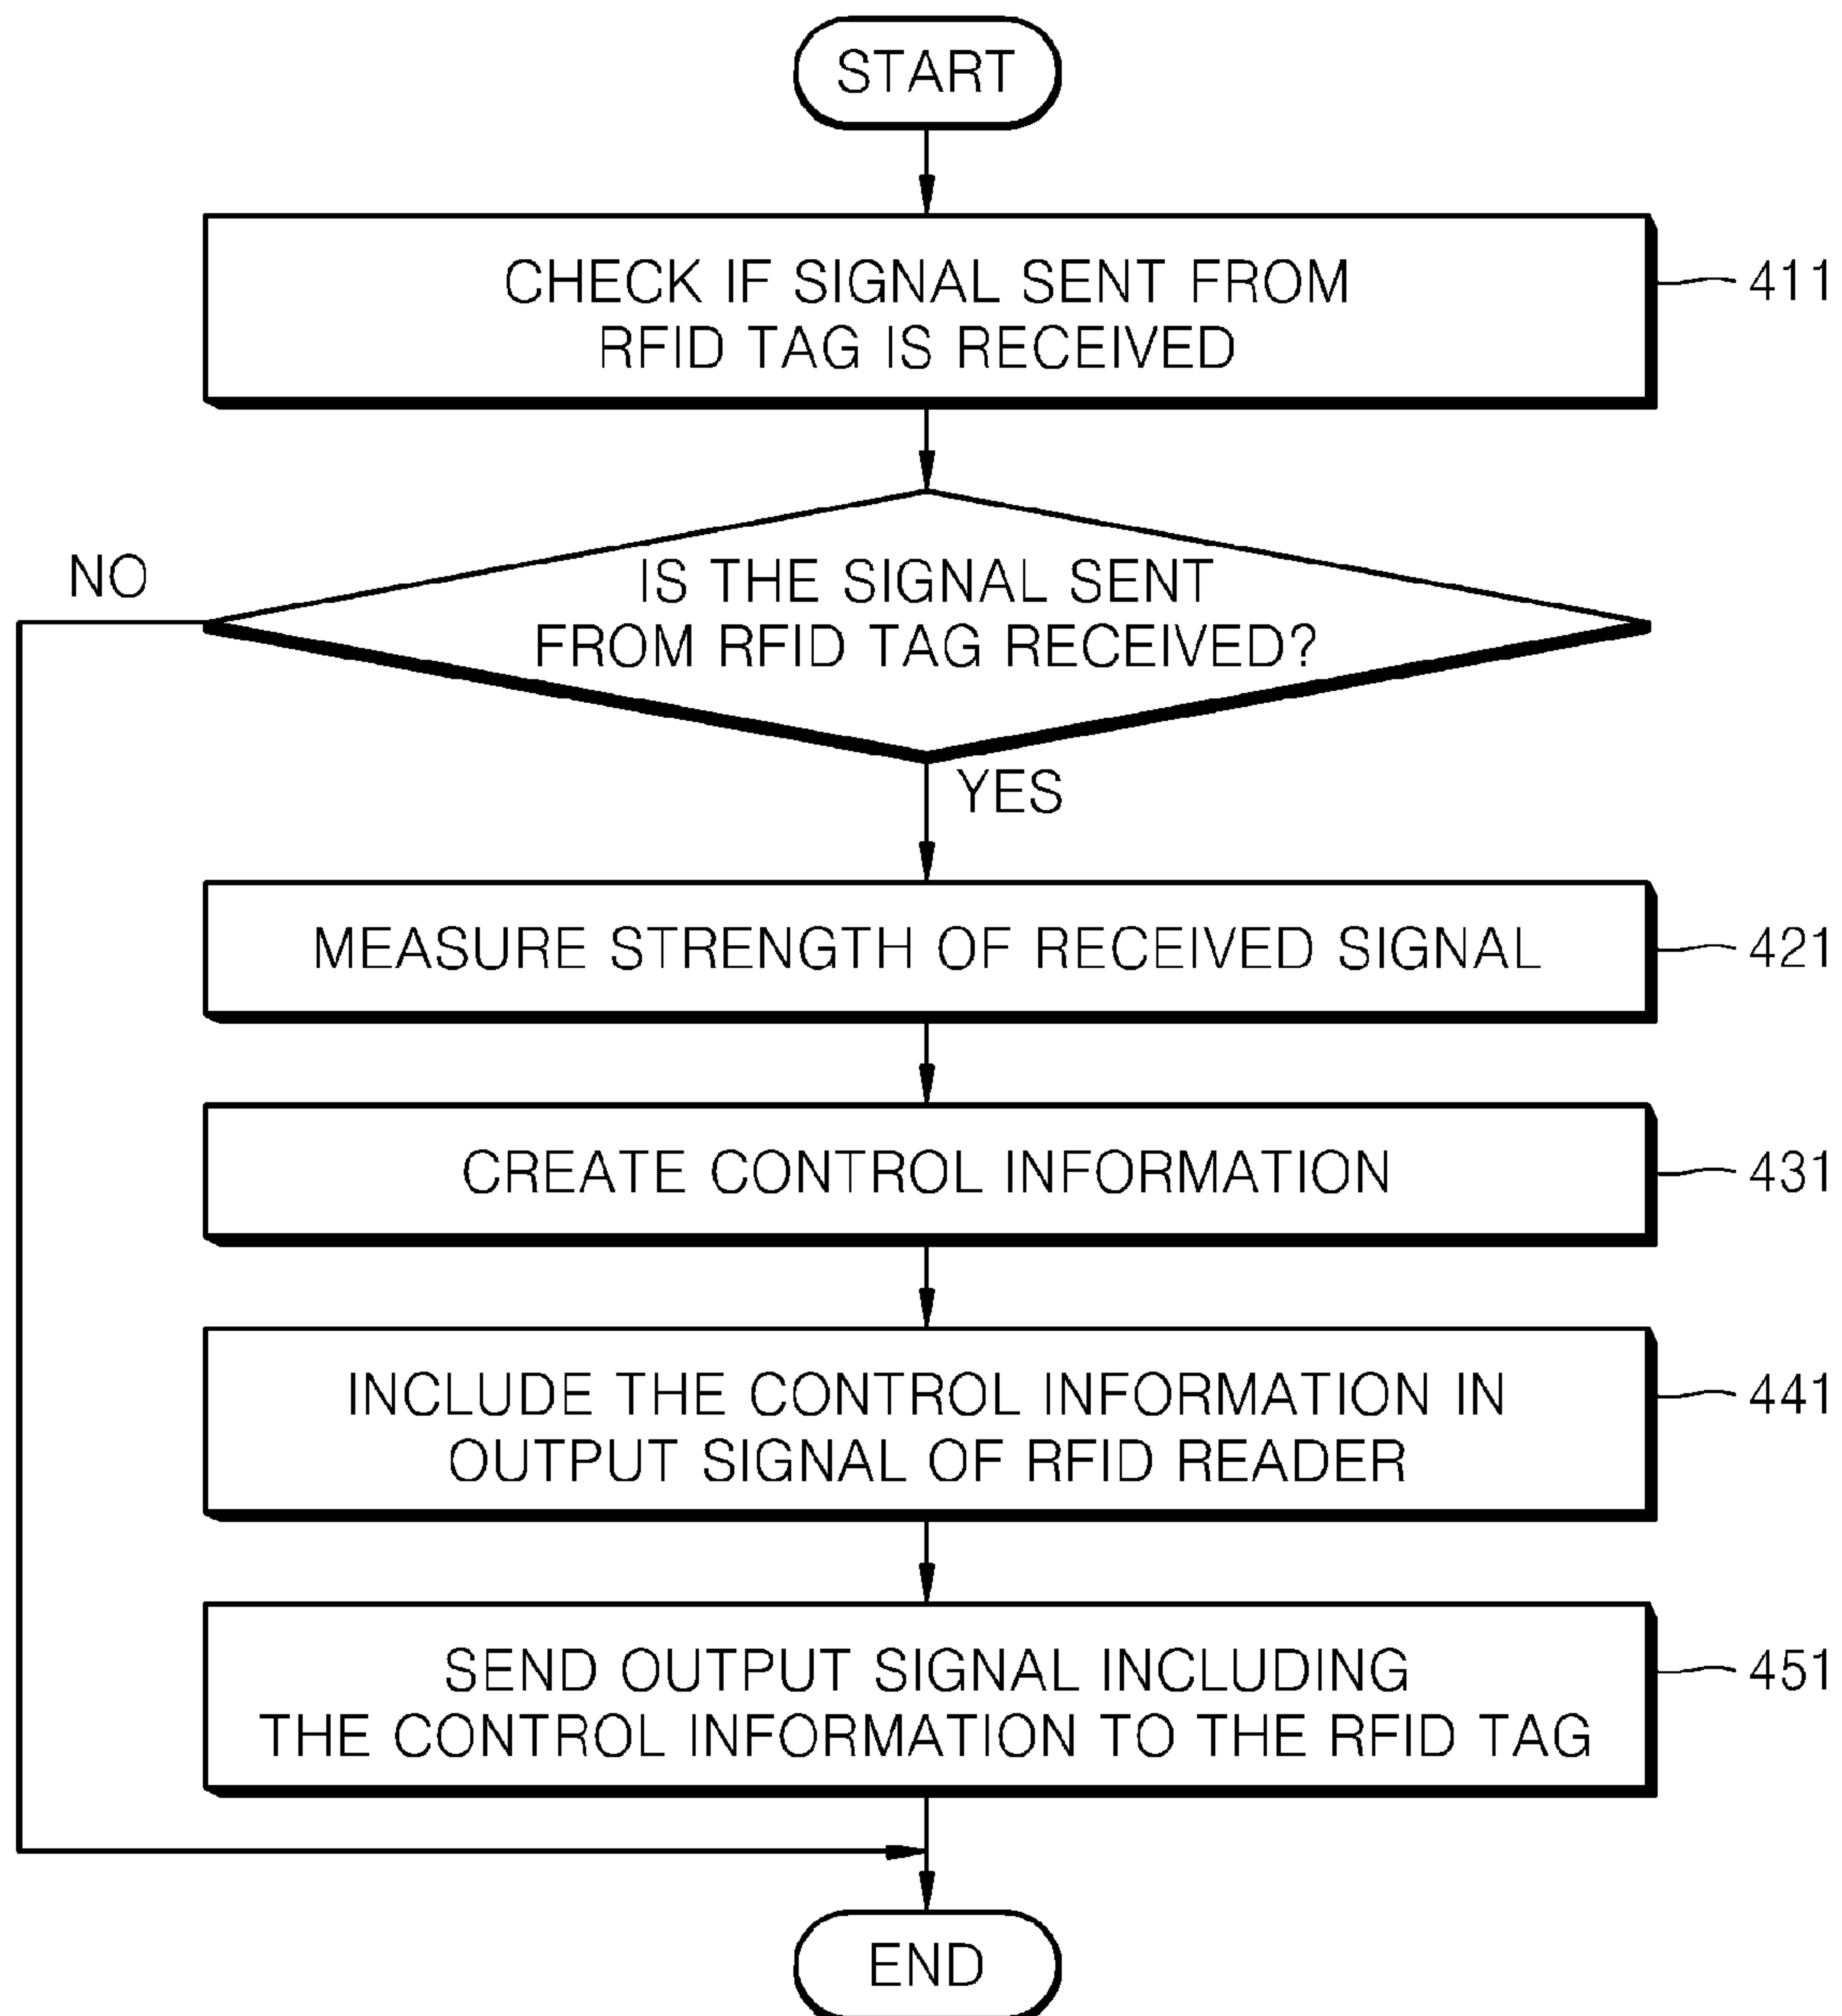 START
CHECK IF SIGNAL SENT FROM
RFID TAG IS RECEIVED
411
IS THE SIGNAL SENT
FROM RFID TAG RECEIVED?
NO
YES
MEASURE STRENGTH OF RECEIVED SIGNAL
421
CREATE CONTROL INFORMATION
431
INCLUDE THE CONTROL INFORMATION IN
OUTPUT SIGNAL OF RFID READER
441
SEND OUTPUT SIGNAL INCLUDING
THE CONTROL INFORMATION TO THE RFID TAG
451
END